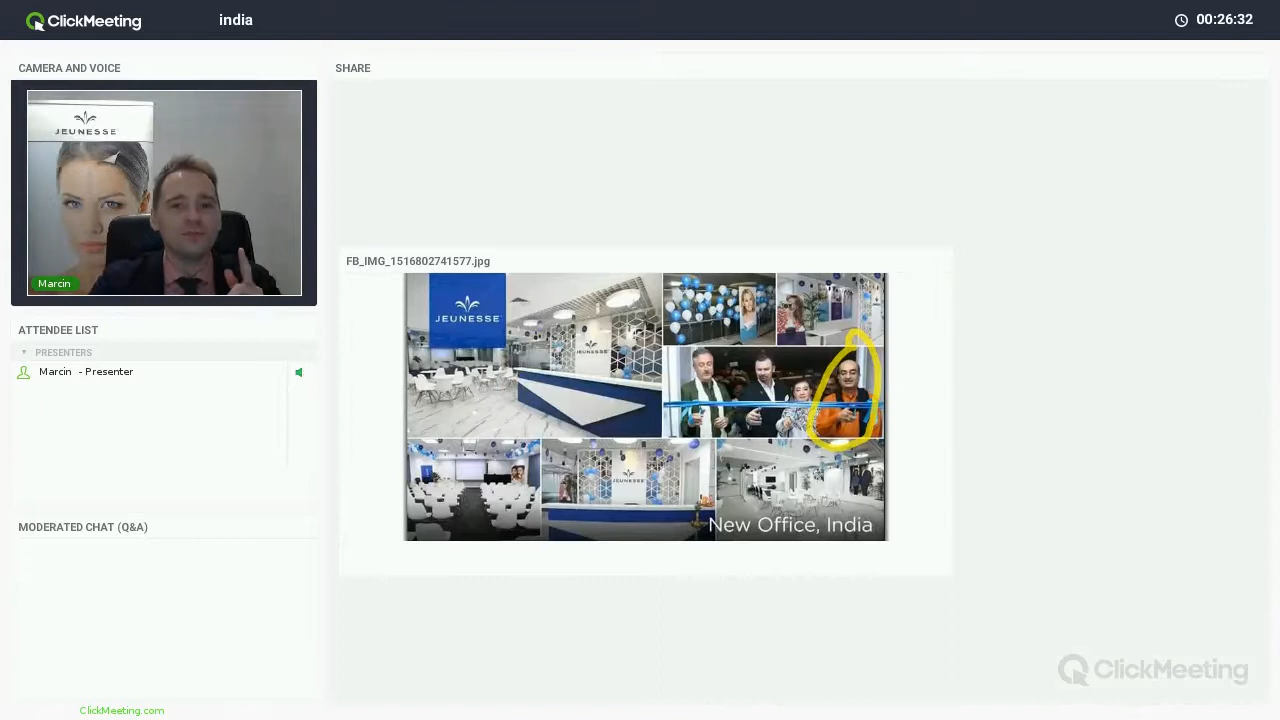 ClickMeeting
india
00:26:32
CAMERA AND VOICE
SHARE
JEUNESSE
Marcin
FB_IMG_1516802741577.jpg
JEUNESSE
JEUNESSE
JEUNESSE
New Office, India
ATTENDEE LIST
PRESENTERS
Marcin - Presenter
MODERATED CHAT (Q&A)
ClickMeeting
ClickMeeting.com